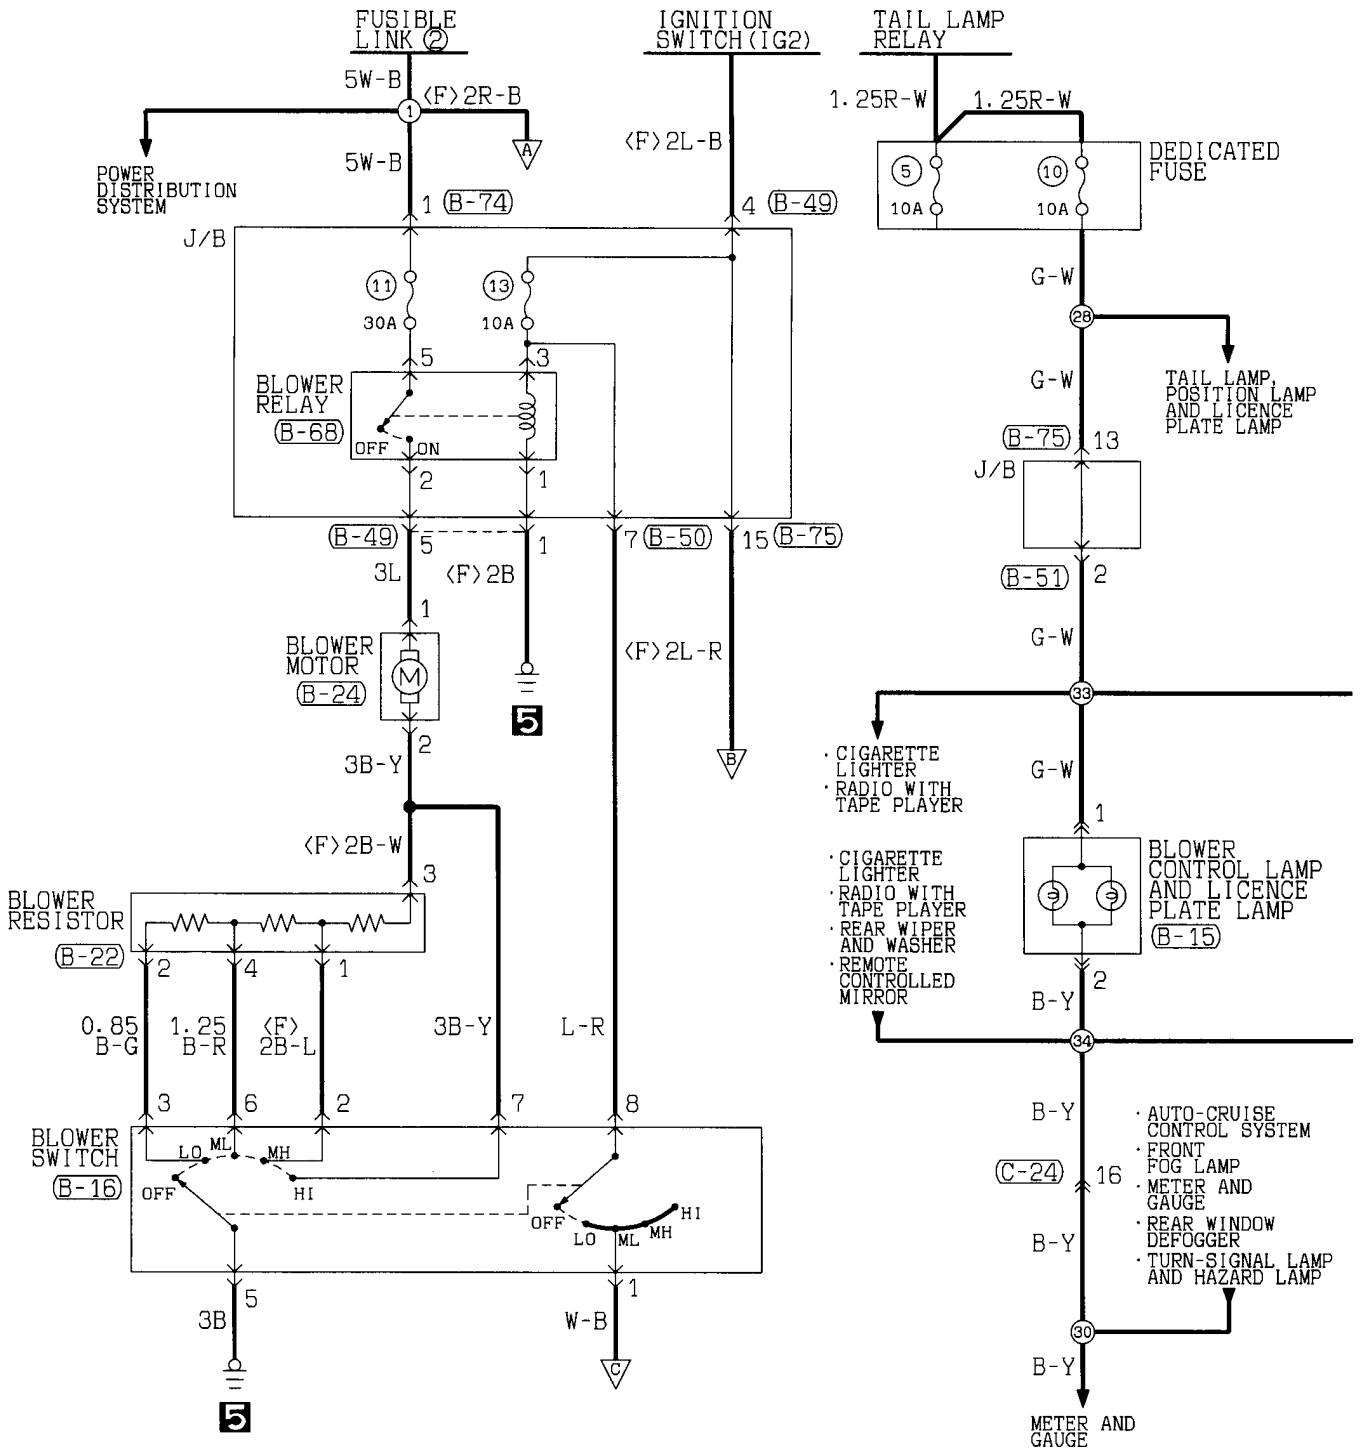 FUSIBLE
LINK ②
IGNITION
SWITCH(IG2)
TAIL LAMP
RELAY
5W-B
<F>2R-B
1
A
5W-B
POWER
DISTRIBUTION
SYSTEM
<F>2L-B
1.25R-W
1.25R-W
DEDICATED
FUSE
5
10A
10
10A
1
B-74
4
B-49
J/B
11
30A
13
10A
G-W
28
G-W
TAIL LAMP,
POSITION LAMP
AND LICENCE
PLATE LAMP
5
3
BLOWER
RELAY
B-68
OFF
ON
2
1
B-75
13
J/B
B-49
5
1
7
B-50
15
B-75
B-51
2
3L
<F>2B
1
BLOWER
MOTOR
B-24
M
2
5
<F>2L-R
B
G-W
33
· CIGARETTE
LIGHTER
· RADIO WITH
TAPE PLAYER
G-W
3B-Y
<F>2B-W
3
1
BLOWER
CONTROL LAMP
AND LICENCE
PLATE LAMP
B-15
2
· CIGARETTE
LIGHTER
· RADIO WITH
TAPE PLAYER
· REAR WIPER
AND WASHER
· REMOTE
CONTROLLED
MIRROR
BLOWER
RESISTOR
B-22
2
4
1
B-Y
34
0.85
B-G
1.25
B-R
<F>
2B-L
3B-Y
L-R
3
6
2
7
8
B-Y
C-24
16
· AUTO-CRUISE
CONTROL SYSTEM
· FRONT
FOG LAMP
· METER AND
GAUGE
· REAR WINDOW
DEFOGGER
· TURN-SIGNAL LAMP
AND HAZARD LAMP
BLOWER
SWITCH
B-16
OFF
LO
ML
MH
HI
OFF
LO
ML
MH
HI
B-Y
5
1
3B
W-B
5
C
30
B-Y
METER AND
GAUGE